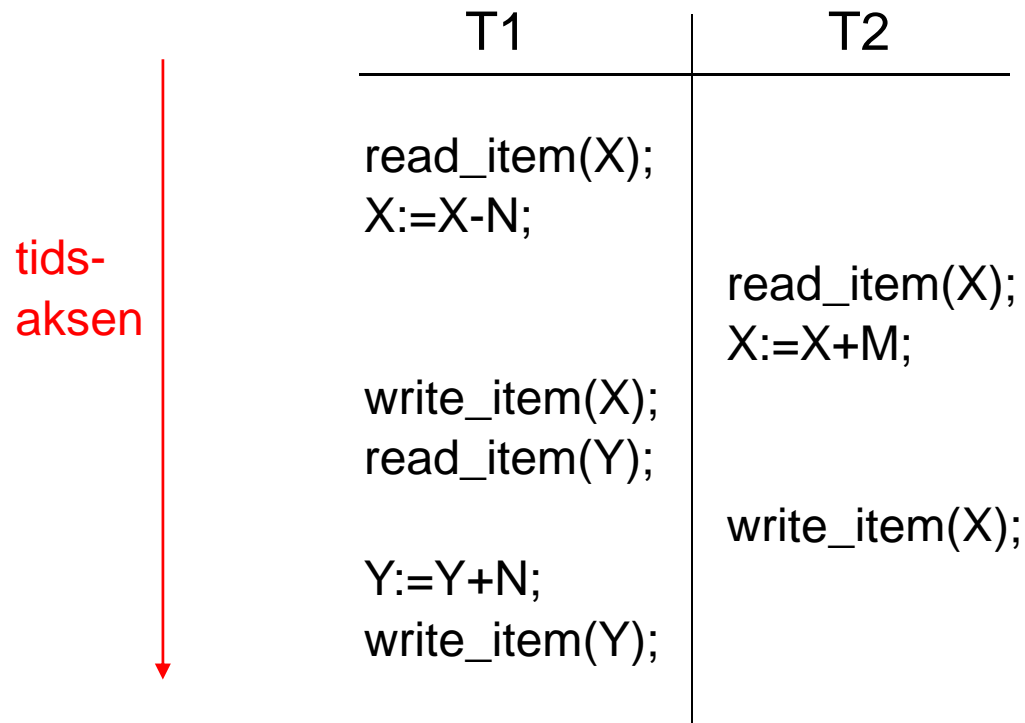 T1
T2
read_item(X);
X:=X-N;
tids-
aksen
read_item(X);
X:=X+M;
write_item(X);
read_item(Y);
write_item(X);
Y:=Y+N;
write_item(Y);